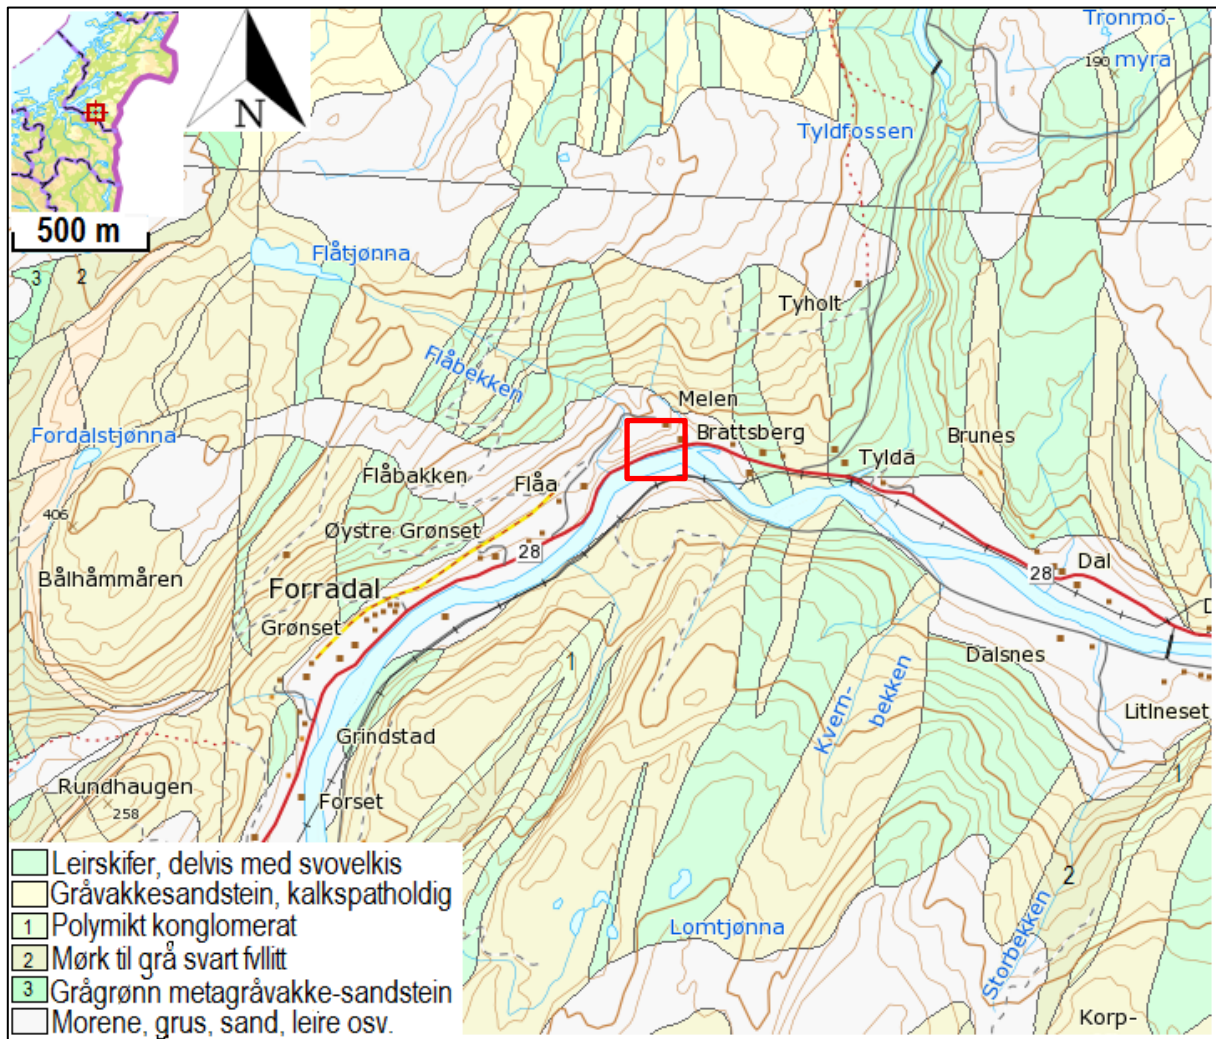 Tronmo-
190 myra
N
Tyldfossen
500 m
Flåtjønna
3
2
Tyholt
Flåbekken
Melen
Fordalstjønna
Brattsberg
Brunes
Flåbakken
Flåa
Tyldå
406
Øystre Grønset
28
Bålhåmmåren
Forradal
28
Dal
Grønset
D
1
Dalsnes
Kvern-
bekken
Grindstad
Litlneset
Rundhaugen
Forset
1
258
Leirskifer, delvis med svovelkis
Gråvakkesandstein, kalkspatholdig
1 Polymikt konglomerat
2 Mørk til grå svart fyllitt
3 Grågrønn metagråvakke-sandstein
Morene, grus, sand, leire osv.
2
Lomtjønna
Storbekken
Korp-